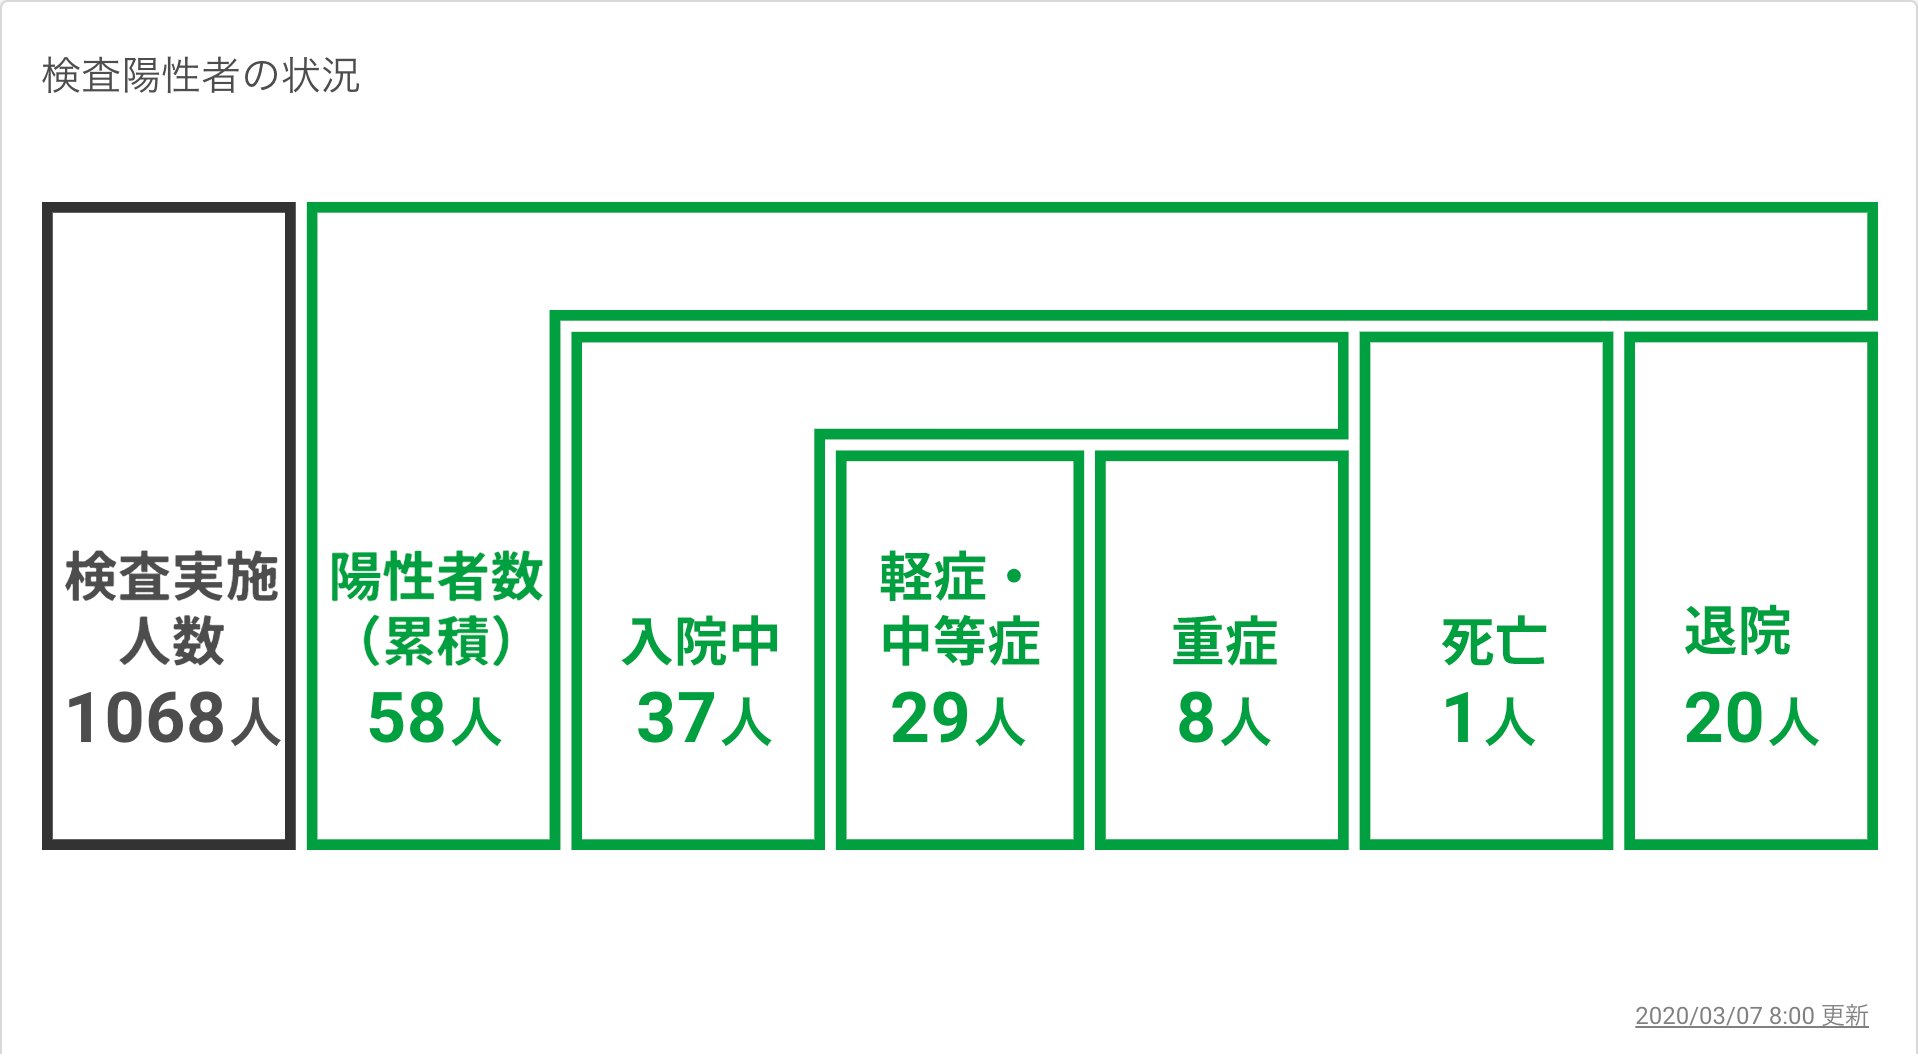 検査陽性者の状況
検査実施
人数
1068人
陽性者数
（累積）
58人
入院中
37人
軽症・
中等症
29人
重症
8人
死亡
1人
退院
20人
2020/03/07 8:00 更新